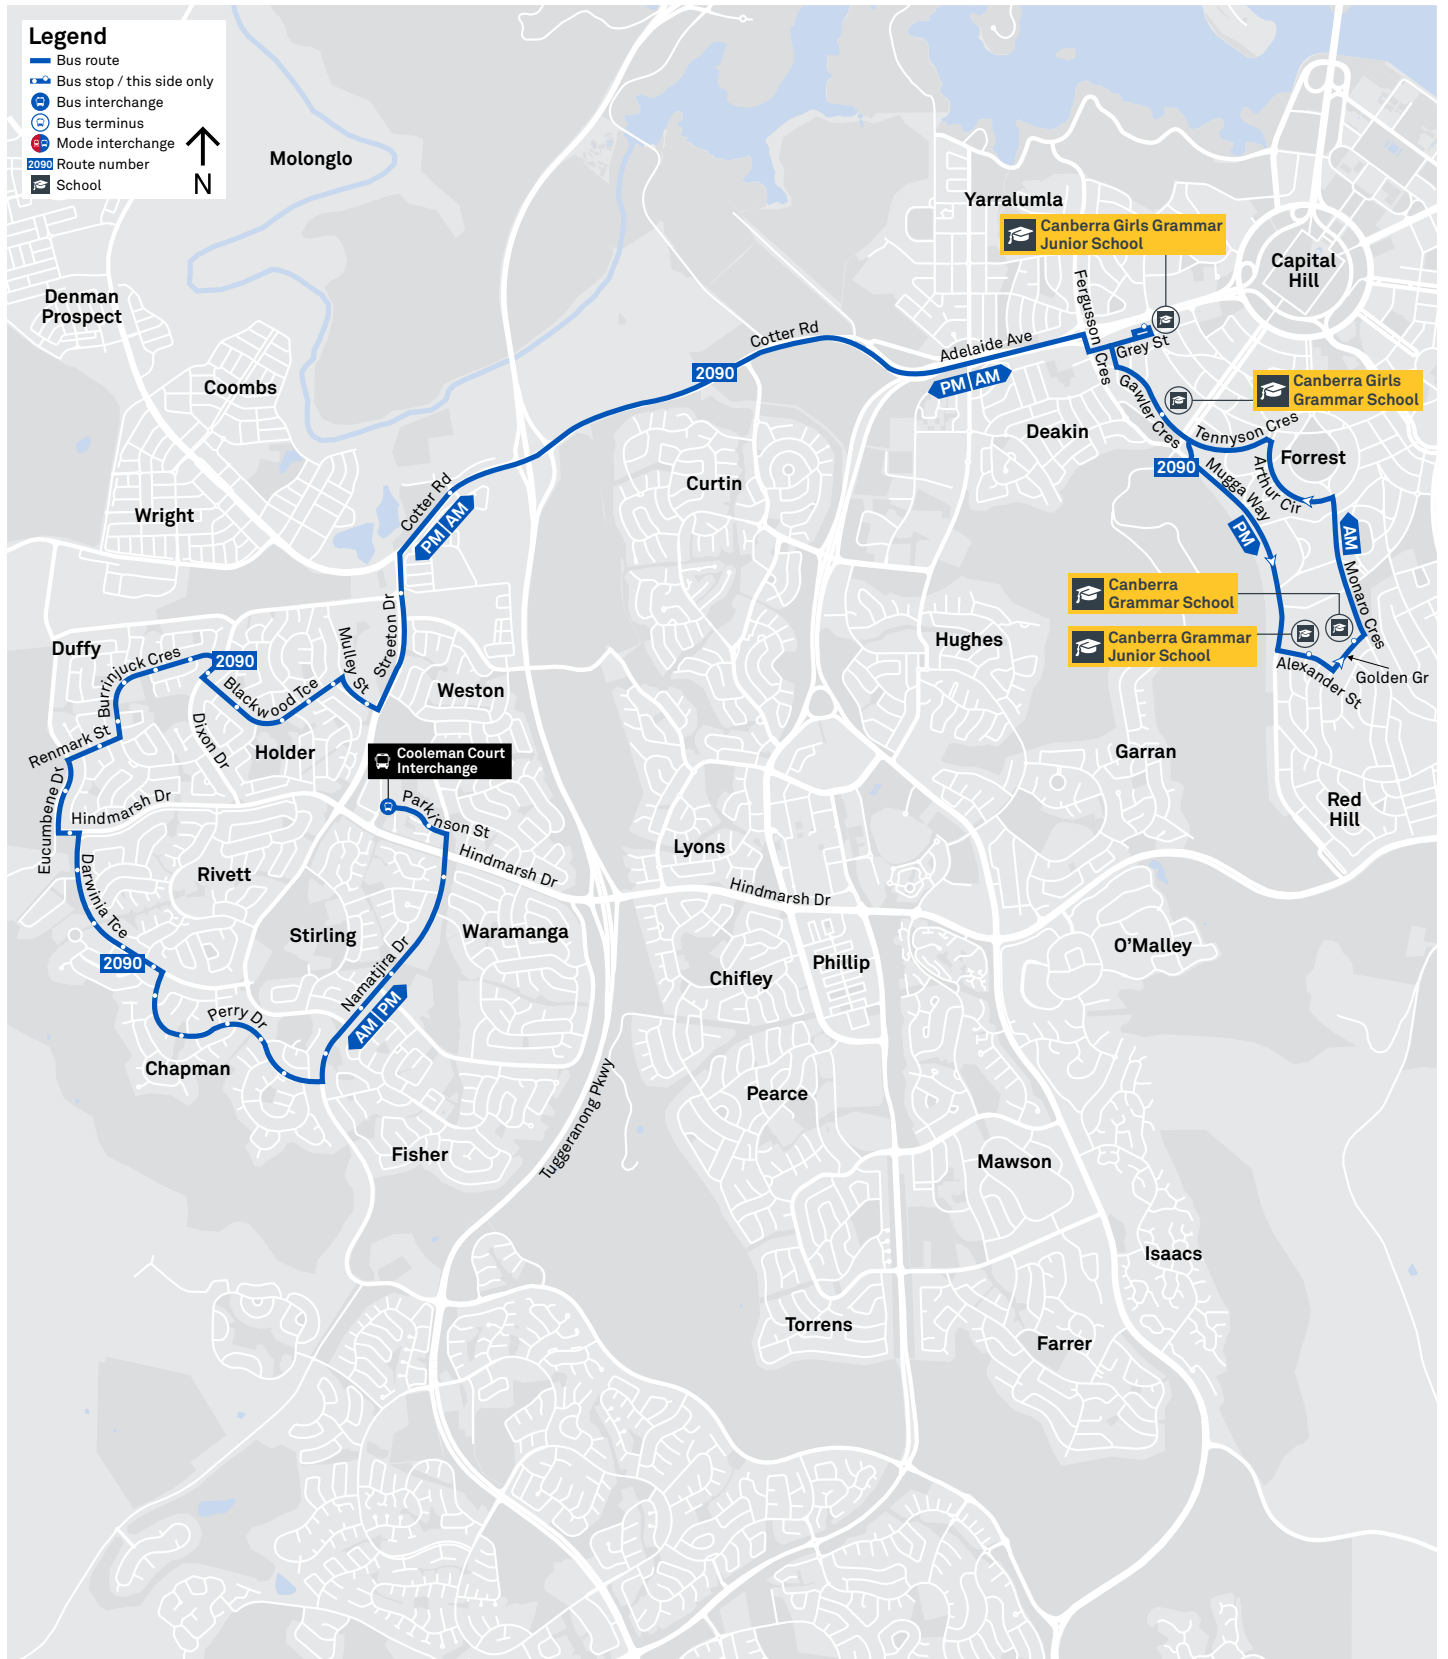 Legend
Bus route
Bus stop / this side only
Bus interchange
Bus terminus
Mode interchange
2090 Route number
School
N
Molonglo
Yarralumla
Canberra Girls Grammar
Junior School
Capital
Hill
Denman
Prospect
Fergusson Cres
Cotter Rd
Adelaide Ave
Grey St
2090
PM AM
Coombs
Gawler Cres
Canberra Girls
Grammar School
Deakin
Tennyson Cres
Forrest
2090
Mugga Way
Arthur Cir
Curtin
Cotter Rd
PM AM
Wright
PM
AM
Monaro Cres
Canberra
Grammar School
Canberra Grammar
Junior School
Alexander St
Golden Gr
Hughes
Duffy
Burrinjuck Cres
2090
Blackwood Tce
Mulley St
Streeton Dr
Weston
Renmark St
Dixon Dr
Holder
Cooleman Court
Interchange
Garran
Eucumbene Dr
Hindmarsh Dr
Parkinson St
Red
Hill
Lyons
Hindmarsh Dr
Rivett
Darwinia Tce
Hindmarsh Dr
Stirling
Waramanga
O'Malley
2090
Namatjira Dr
Chifley
Phillip
AM PM
Perry Dr
Chapman
Pearce
Tuggeranong Pkwy
Fisher
Mawson
Isaacs
Torrens
Farrer